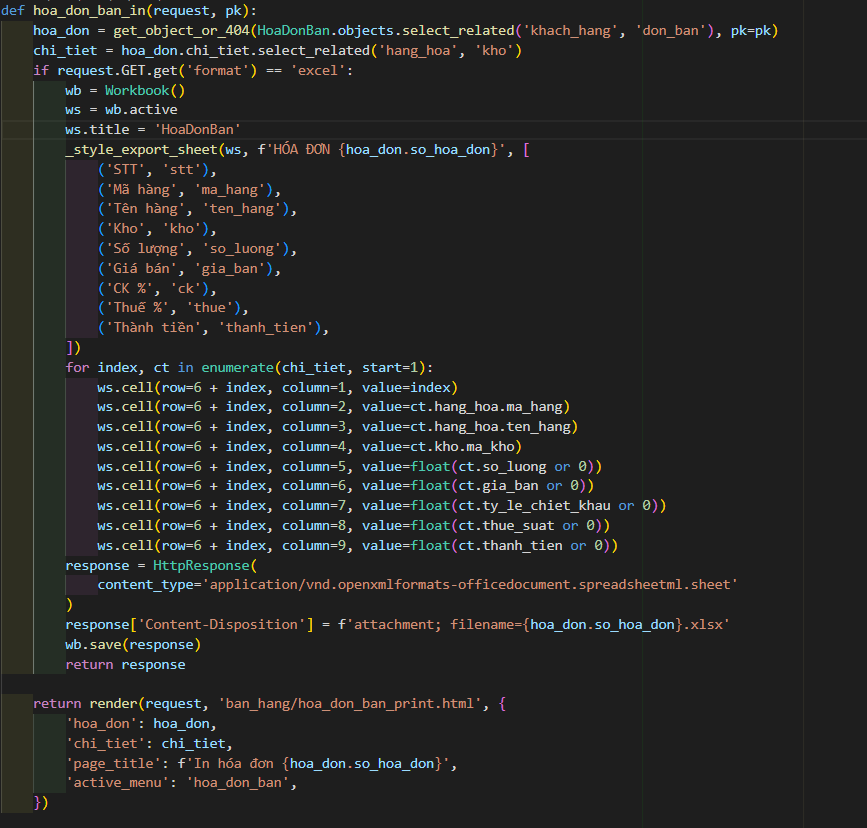 def hoa_don_ban_in(request, pk):
    hoa_don = get_object_or_404(HoaDonBan.objects.select_related('khach_hang', 'don_ban'), pk=pk)
    chi_tiet = hoa_don.chi_tiet.select_related('hang_hoa', 'kho')
    if request.GET.get('format') == 'excel':
        wb = Workbook()
        ws = wb.active
        ws.title = 'HoaDonBan'
        _style_export_sheet(ws, f'HÓA ĐƠN {hoa_don.so_hoa_don}', [
            ('STT', 'stt'),
            ('Mã hàng', 'ma_hang'),
            ('Tên hàng', 'ten_hang'),
            ('Kho', 'kho'),
            ('Số lượng', 'so_luong'),
            ('Giá bán', 'gia_ban'),
            ('CK %', 'ck'),
            ('Thuế %', 'thue'),
            ('Thành tiền', 'thanh_tien'),
        ])
        for index, ct in enumerate(chi_tiet, start=1):
            ws.cell(row=6 + index, column=1, value=index)
            ws.cell(row=6 + index, column=2, value=ct.hang_hoa.ma_hang)
            ws.cell(row=6 + index, column=3, value=ct.hang_hoa.ten_hang)
            ws.cell(row=6 + index, column=4, value=ct.kho.ma_kho)
            ws.cell(row=6 + index, column=5, value=float(ct.so_luong or 0))
            ws.cell(row=6 + index, column=6, value=float(ct.gia_ban or 0))
            ws.cell(row=6 + index, column=7, value=float(ct.ty_le_chiet_khau or 0))
            ws.cell(row=6 + index, column=8, value=float(ct.thue_suat or 0))
            ws.cell(row=6 + index, column=9, value=float(ct.thanh_tien or 0))
        response = HttpResponse(
            content_type='application/vnd.openxmlformats-officedocument.spreadsheetml.sheet'
        )
        response['Content-Disposition'] = f'attachment; filename={hoa_don.so_hoa_don}.xlsx'
        wb.save(response)
        return response
    return render(request, 'ban_hang/hoa_don_ban_print.html', {
        'hoa_don': hoa_don,
        'chi_tiet': chi_tiet,
        'page_title': f'In hóa đơn {hoa_don.so_hoa_don}',
        'active_menu': 'hoa_don_ban',
    })